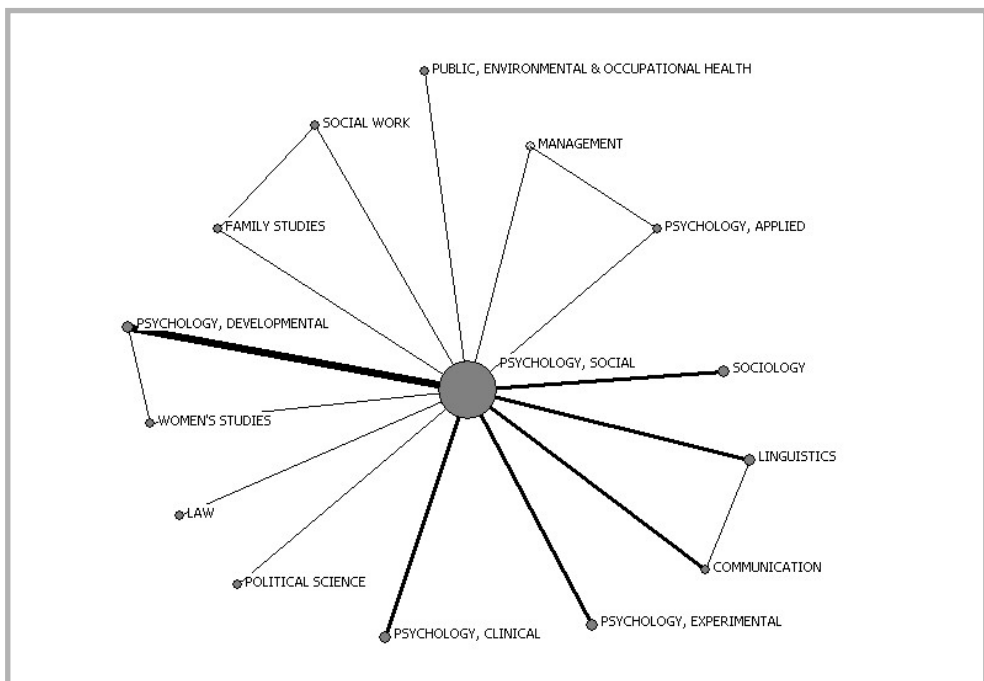 PUBLIC, ENVIRONMENTAL & OCCUPATIONAL HEALTH
SOCIAL WORK
MANAGEMENT
FAMILY STUDIES
PSYCHOLOGY, APPLIED
PSYCHOLOGY, DEVELOPMENTAL
PSYCHOLOGY, SOCIAL
SOCIOLOGY
WOMEN'S STUDIES
LINGUISTICS
LAW
COMMUNICATION
POLITICAL SCIENCE
PSYCHOLOGY, EXPERIMENTAL
PSYCHOLOGY, CLINICAL